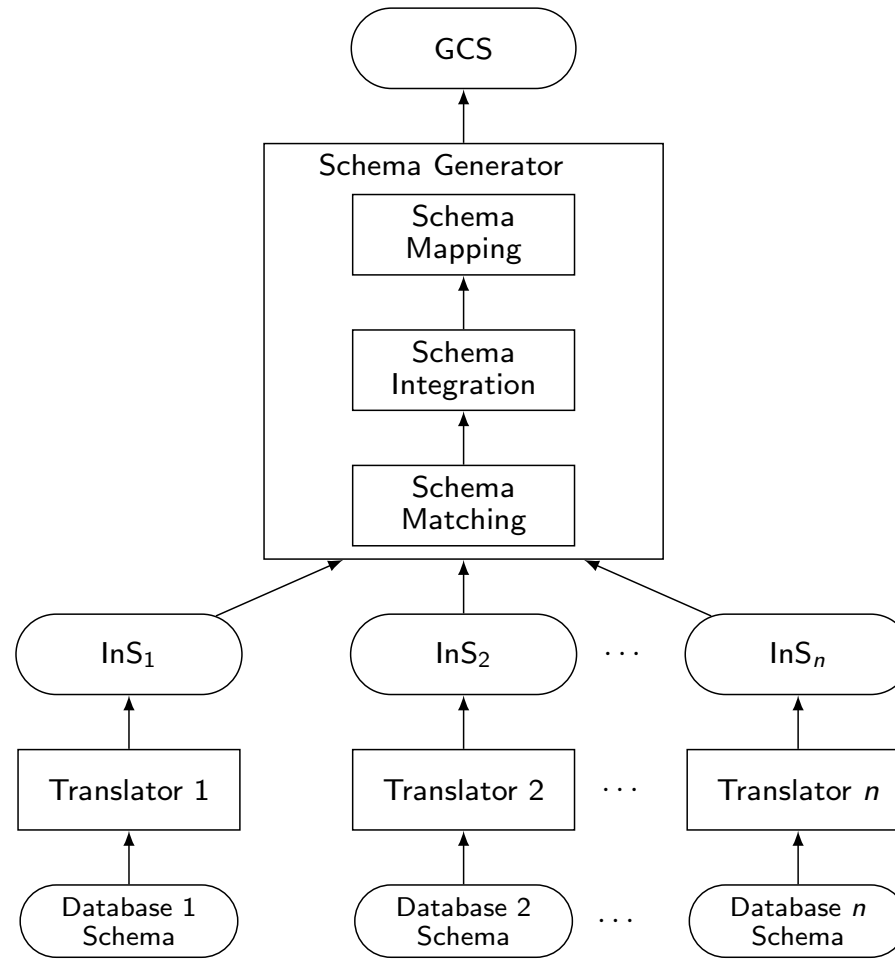 GCS
Schema Generator
Schema
Mapping
Schema
Integration
Schema
Matching
InS₁
InS₂
···
InSₙ
Translator 1
Translator 2
···
Translator n
Database 1
Schema
Database 2
Schema
···
Database n
Schema